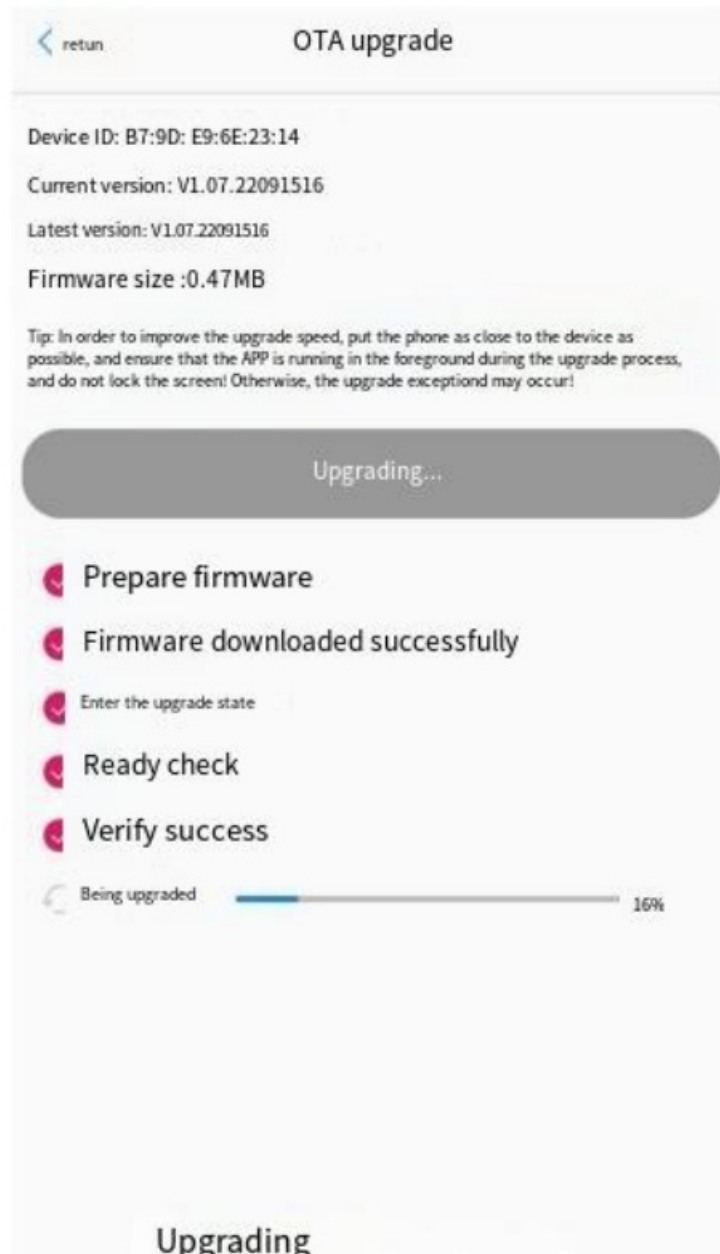 retun
OTA upgrade
Device ID: B7:9D: E9:6E:23:14
Current version: V1.07.22091516
Latest version: V1.07.22091516
Firmware size :0.47MB
Tip: In order to improve the upgrade speed, put the phone as close to the device as
possible, and ensure that the APP is running in the foreground during the upgrade process,
and do not lock the screen! Otherwise, the upgrade exceptiond may occur!
Upgrading...
Prepare firmware
Firmware downloaded successfully
Enter the upgrade state
Ready check
Verify success
Being upgraded 16%
Upgrading